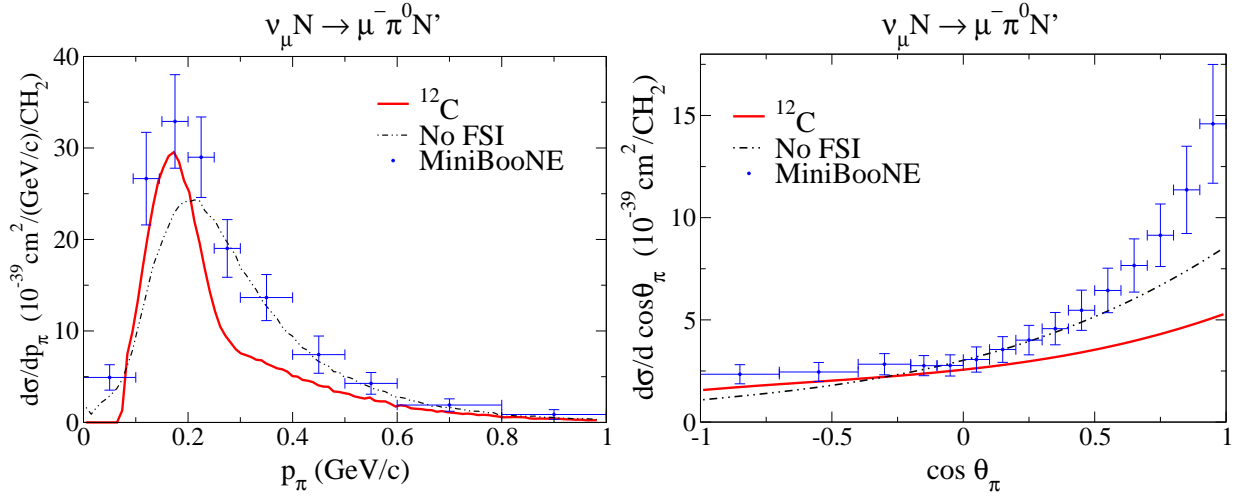 ν_μ N → μ⁻ π⁰ N’
dσ/dp_π (10⁻³⁹ cm²/(GeV/c)/CH₂)
40
30
20
10
0
¹²C
No FSI
MiniBooNE
0 0.2 0.4 0.6 0.8 1
p_π (GeV/c)
ν_μ N → μ⁻ π⁰ N’
dσ/d cosθ_π (10⁻³⁹ cm²/CH₂)
15
10
5
0
¹²C
No FSI
MiniBooNE
-1 -0.5 0 0.5 1
cos θ_π